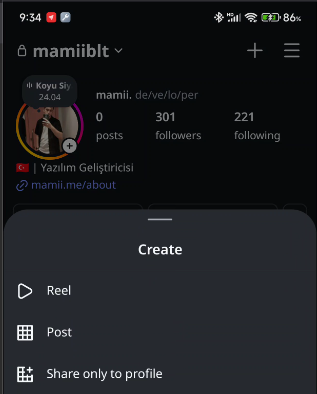 9:34 86%
mamiiblt
Koyu Siy
24.04
mamii. de/ve/lo/per
0 301 221
posts followers following
🇹🇷 | Yazılım Geliştiricisi
mamii.me/about
Create
Reel
Post
Share only to profile